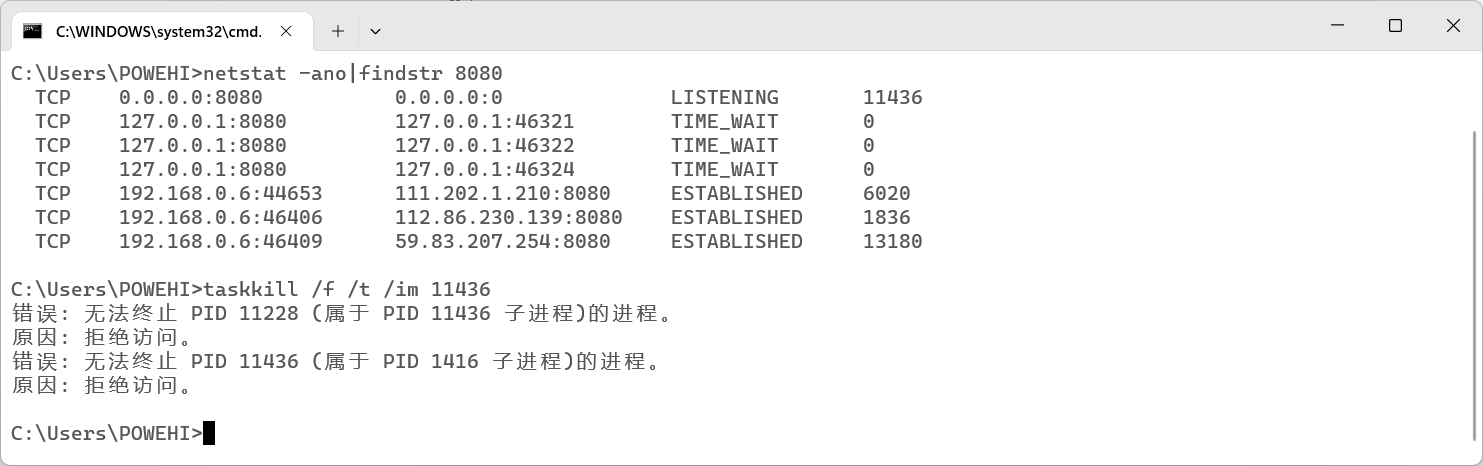 C:\WINDOWS\system32\cmd.
C:\Users\POWEHI>netstat -ano|findstr 8080
TCP 0.0.0.0:8080 0.0.0.0:0 LISTENING 11436
TCP 127.0.0.1:8080 127.0.0.1:46321 TIME_WAIT 0
TCP 127.0.0.1:8080 127.0.0.1:46322 TIME_WAIT 0
TCP 127.0.0.1:8080 127.0.0.1:46324 TIME_WAIT 0
TCP 192.168.0.6:44653 111.202.1.210:8080 ESTABLISHED 6020
TCP 192.168.0.6:46406 112.86.230.139:8080 ESTABLISHED 1836
TCP 192.168.0.6:46409 59.83.207.254:8080 ESTABLISHED 13180
C:\Users\POWEHI>taskkill /f /t /im 11436
错误: 无法终止 PID 11228 (属于 PID 11436 子进程)的进程。
原因: 拒绝访问。
错误: 无法终止 PID 11436 (属于 PID 1416 子进程)的进程。
原因: 拒绝访问。
C:\Users\POWEHI>